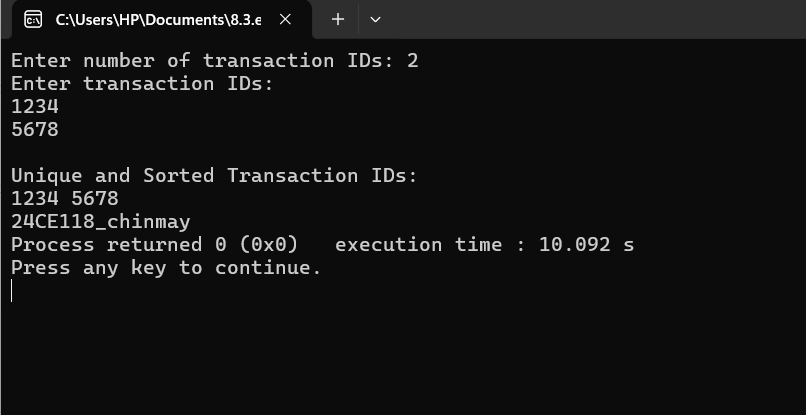 C:\Users\HP\Documents\8.3.e
Enter number of transaction IDs: 2
Enter transaction IDs:
1234
5678
Unique and Sorted Transaction IDs:
1234 5678
24CE118_chinmay
Process returned 0 (0x0)   execution time : 10.092 s
Press any key to continue.